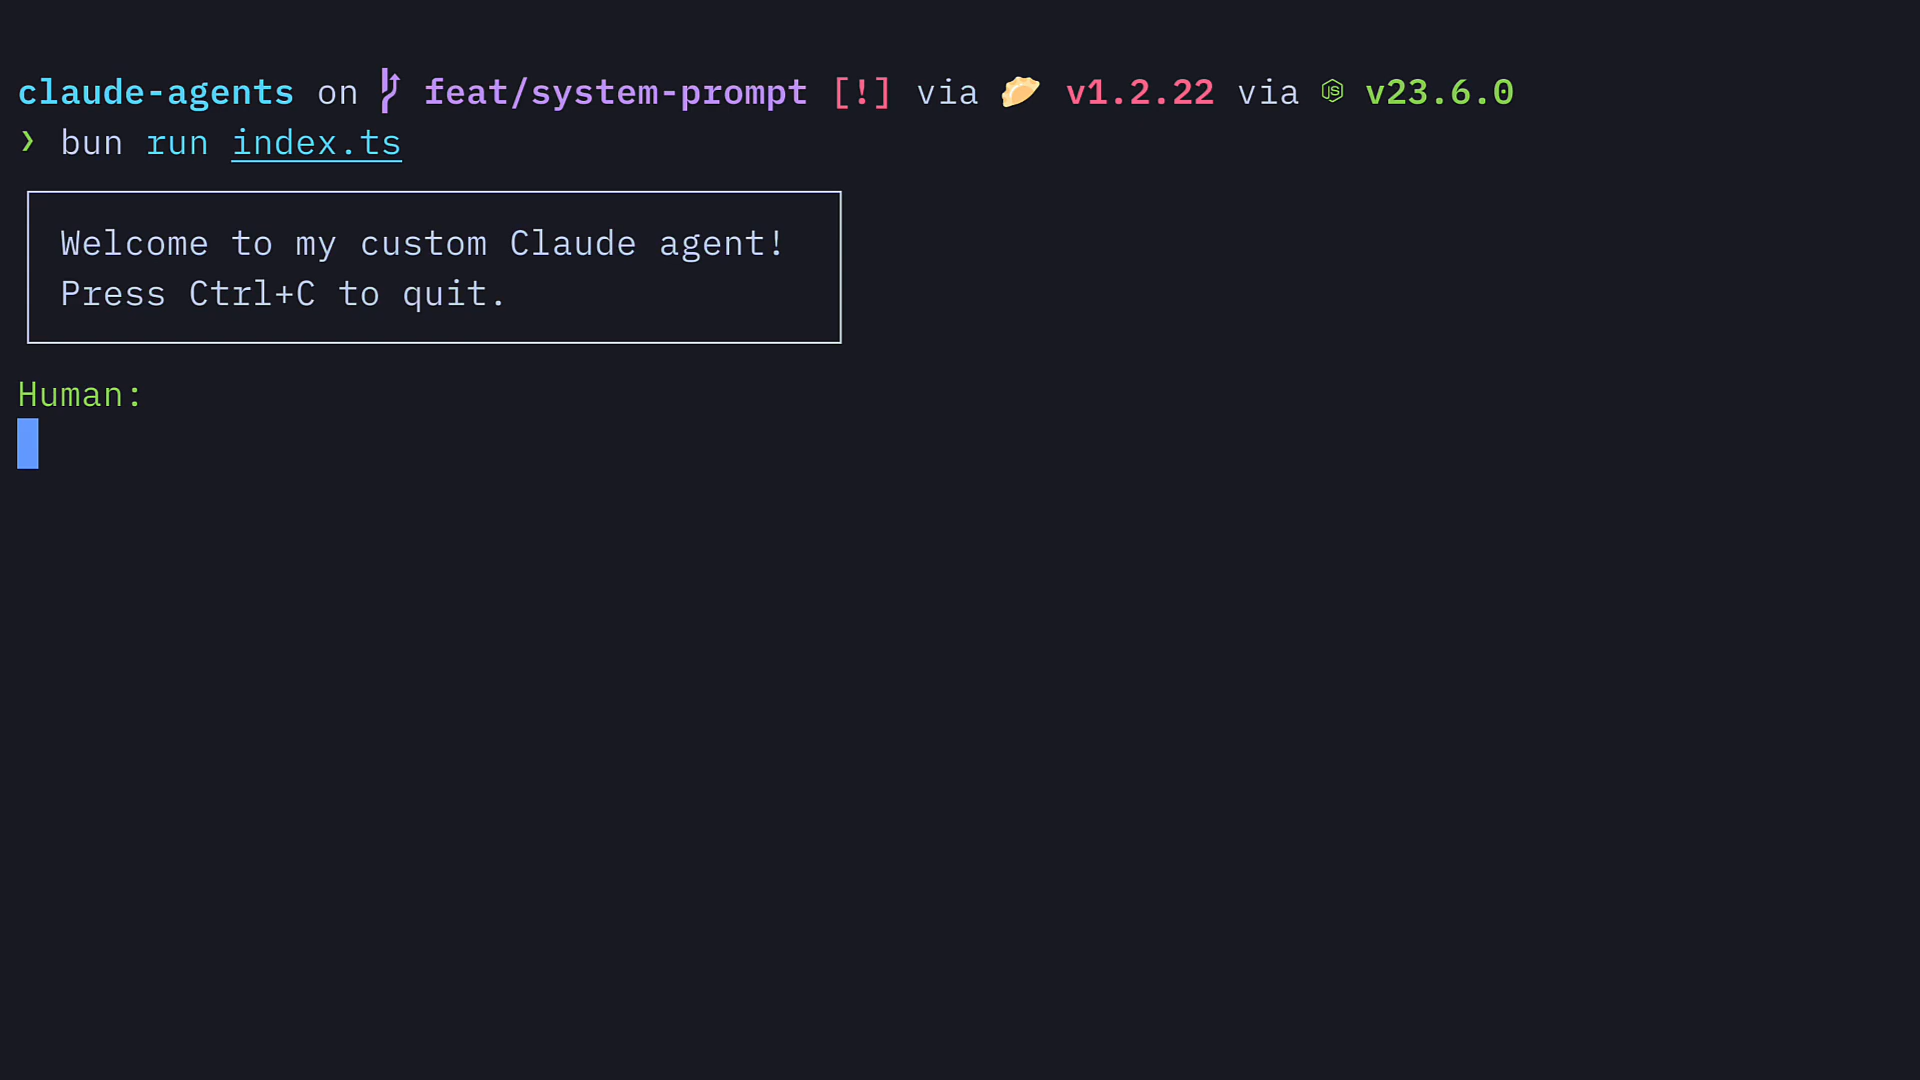 claude-agents on feat/system-prompt [!] via 🥟 v1.2.22 via v23.6.0
❯ bun run index.ts
Welcome to my custom Claude agent!
Press Ctrl+C to quit.
Human: